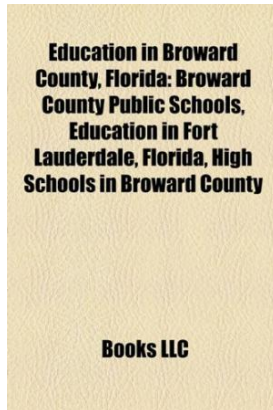 Education in Broward
County, Florida: Broward
County Public Schools,
Education in Fort
Lauderdale, Florida, High
Schools in Broward County
Books LLC